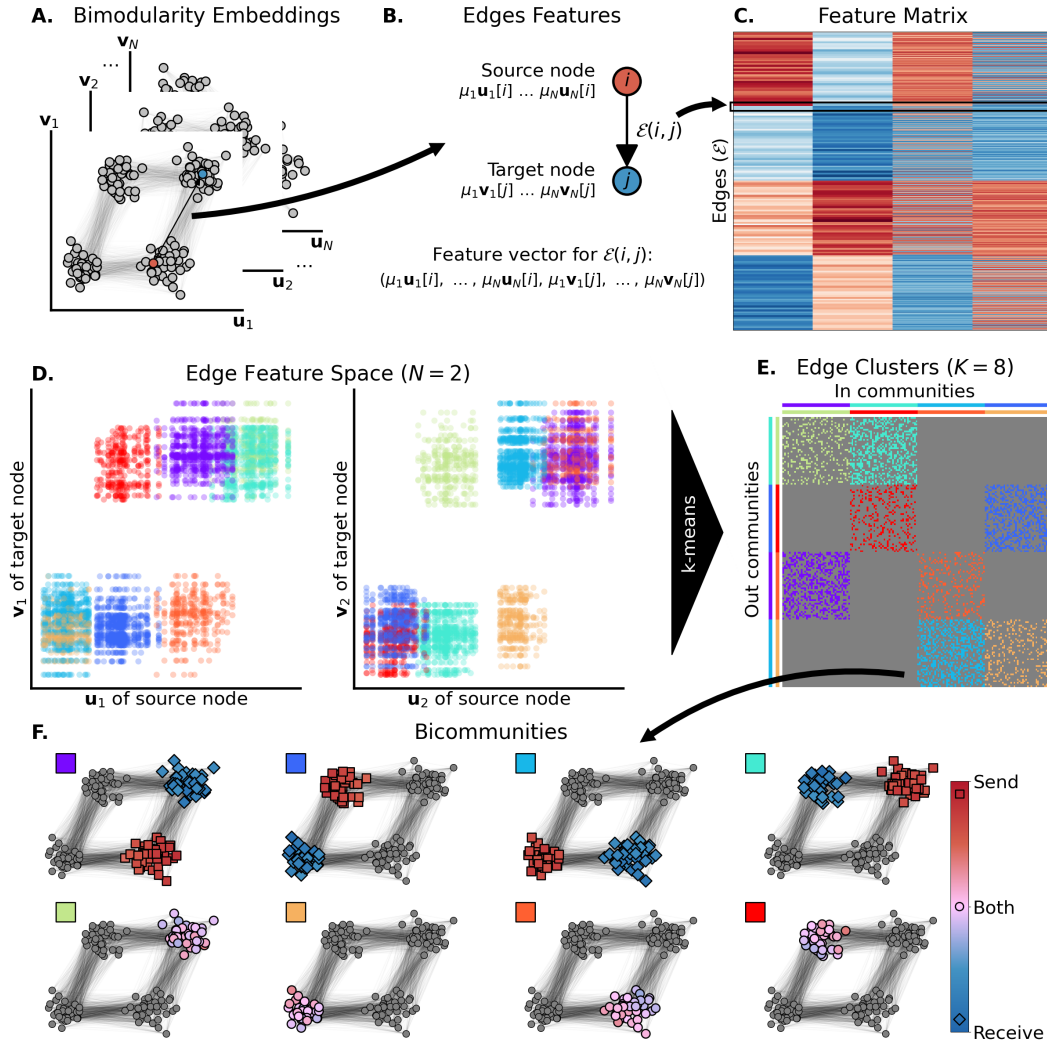 A. Bimodularity Embeddings
v_N
...
v_2
v_1
u_N
u_2 ...
u_1
B. Edges Features
Source node
μ_1u_1[i] ... μ_Nu_N[i]
i
ℰ(i, j)
Target node
μ_1v_1[j] ... μ_Nv_N[j]
j
Feature vector for ℰ(i, j):
(μ_1u_1[i], ... , μ_Nu_N[i], μ_1v_1[j], ... , μ_Nv_N[j])
C. Feature Matrix
Edges (ℰ)
D. Edge Feature Space (N = 2)
v_1 of target node
u_1 of source node
v_2 of target node
u_2 of source node
k-means
E. Edge Clusters (K = 8)
In communities
Out communities
F. Bicommunities
Send
Both
Receive